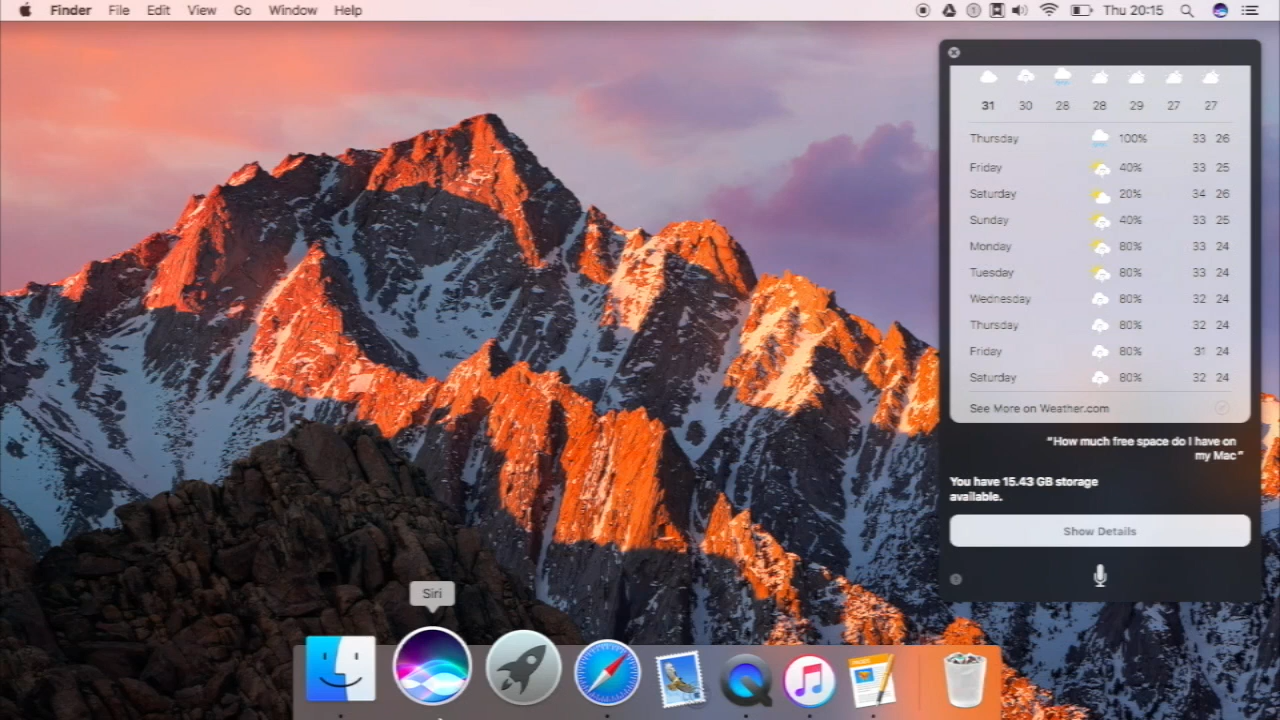 Finder File Edit View Go Window Help
Thu 20:15
31 30 28 28 29 27 27
Thursday 100% 33 26
Friday 40% 33 25
Saturday 20% 34 26
Sunday 40% 33 25
Monday 80% 33 24
Tuesday 80% 33 24
Wednesday 80% 32 24
Thursday 80% 32 24
Friday 80% 31 24
Saturday 80% 32 24
See More on Weather.com
“How much free space do I have on
my Mac”
You have 15.43 GB storage
available.
Show Details
Siri